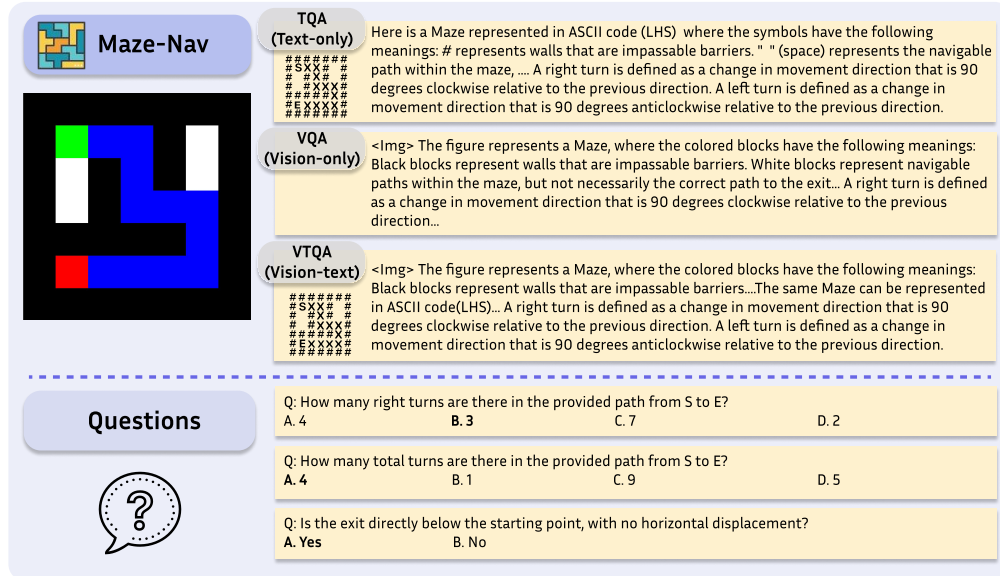 Maze-Nav
TQA
(Text-only)
#######
#SXX# #
# #X# #
# #XXX#
#####X#
#EXXXX#
#######
Here is a Maze represented in ASCII code (LHS)  where the symbols have the following
meanings: # represents walls that are impassable barriers. "  " (space) represents the navigable
path within the maze, .... A right turn is defined as a change in movement direction that is 90
degrees clockwise relative to the previous direction. A left turn is defined as a change in
movement direction that is 90 degrees anticlockwise relative to the previous direction.
VQA
(Vision-only)
<Img> The figure represents a Maze, where the colored blocks have the following meanings:
Black blocks represent walls that are impassable barriers. White blocks represent navigable
paths within the maze, but not necessarily the correct path to the exit... A right turn is defined
as a change in movement direction that is 90 degrees clockwise relative to the previous
direction...
VTQA
(Vision-text)
#######
#SXX# #
# #X# #
# #XXX#
#####X#
#EXXXX#
#######
<Img> The figure represents a Maze, where the colored blocks have the following meanings:
Black blocks represent walls that are impassable barriers....The same Maze can be represented
in ASCII code(LHS)... A right turn is defined as a change in movement direction that is 90
degrees clockwise relative to the previous direction. A left turn is defined as a change in
movement direction that is 90 degrees anticlockwise relative to the previous direction.
Questions
?
Q: How many right turns are there in the provided path from S to E?
A. 4 B. 3 C. 7 D. 2
Q: How many total turns are there in the provided path from S to E?
A. 4 B. 1 C. 9 D. 5
Q: Is the exit directly below the starting point, with no horizontal displacement?
A. Yes B. No